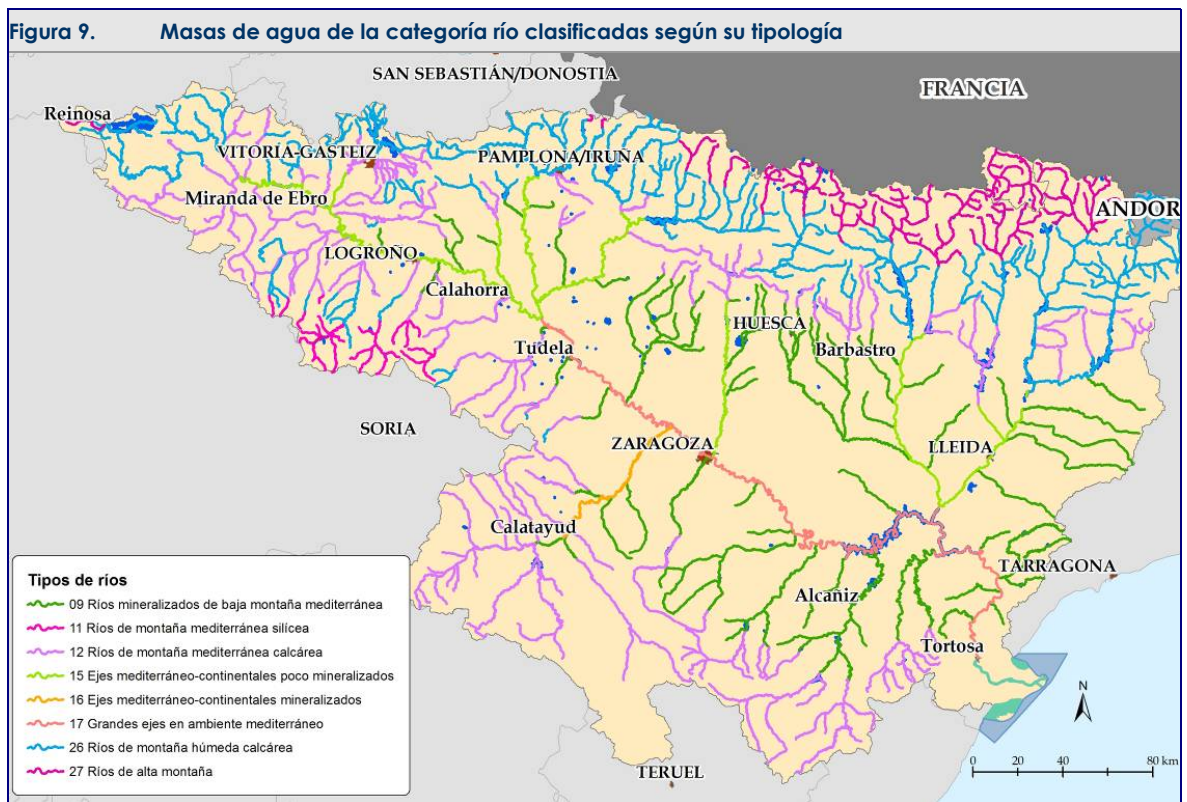 Figura 9. Masas de agua de la categoría río clasificadas según su tipología
SAN SEBASTIÁN/DONOSTIA
FRANCIA
Reinosa
VITORIA-GASTEIZ
PAMPLONA/IRUÑA
Miranda de Ebro
ANDOR
LOGROÑO
Calahorra
HUESCA
Tudela
Barbastro
SORIA
ZARAGOZA
LLEIDA
Calatayud
TARRAGONA
Alcañiz
Tortosa
TERUEL
Tipos de ríos
09 Ríos mineralizados de baja montaña mediterránea
11 Ríos de montaña mediterránea silícea
12 Ríos de montaña mediterránea calcárea
15 Ejes mediterráneo-continentales poco mineralizados
16 Ejes mediterráneo-continentales mineralizados
17 Grandes ejes en ambiente mediterráneo
26 Ríos de montaña húmeda calcárea
27 Ríos de alta montaña
N
0 20 40 80 km